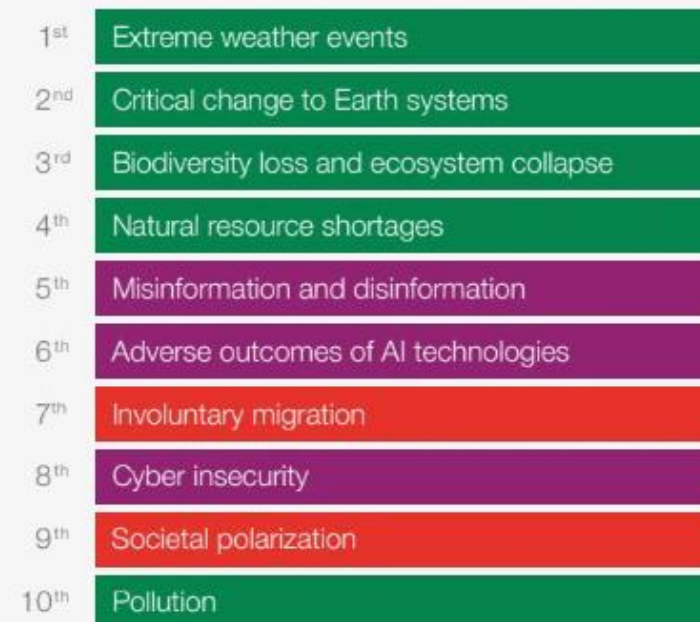 1st Extreme weather events
2nd Critical change to Earth systems
3rd Biodiversity loss and ecosystem collapse
4th Natural resource shortages
5th Misinformation and disinformation
6th Adverse outcomes of AI technologies
7th Involuntary migration
8th Cyber insecurity
9th Societal polarization
10th Pollution